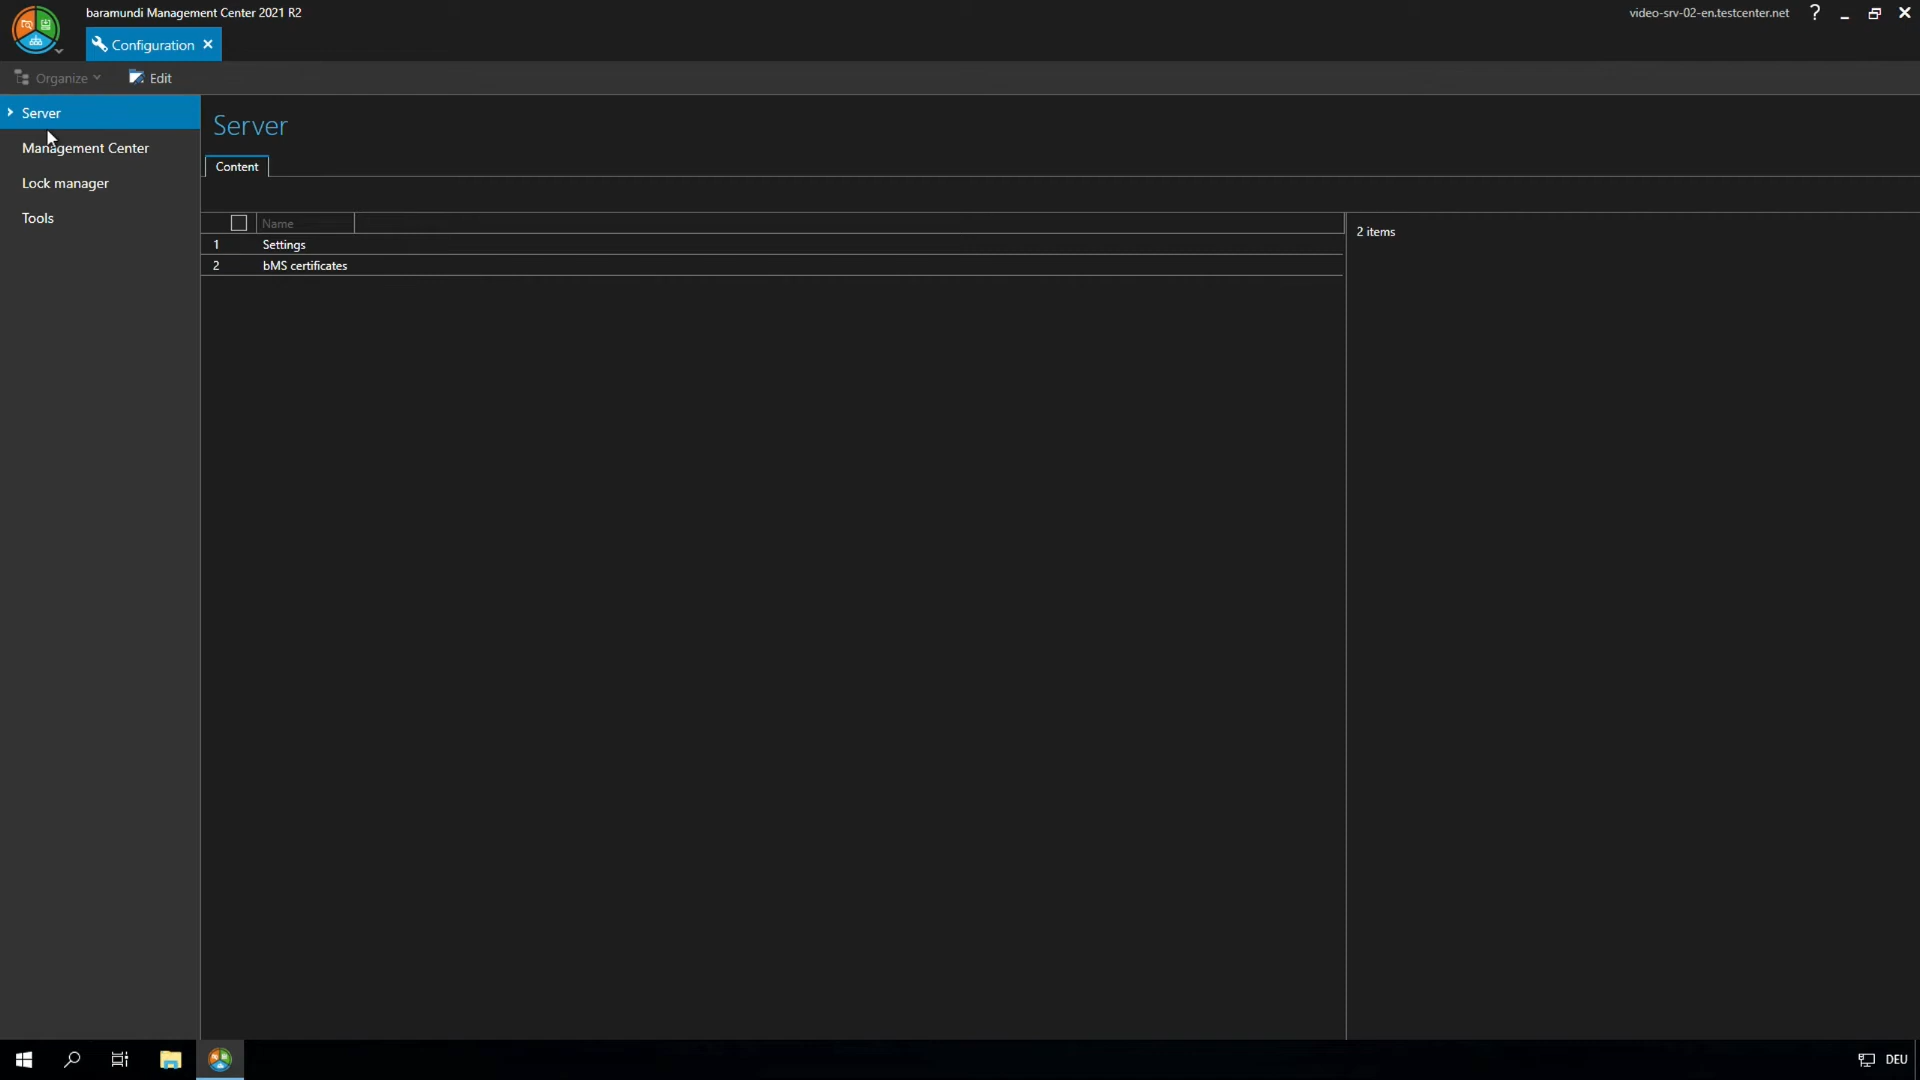 baramundi Management Center 2021 R2
video-srv-02-en.testcenter.net
Configuration
Organize
Edit
Server
Management Center
Lock manager
Tools
Server
Content
Name
1 Settings
2 bMS certificates
2 items
DEU